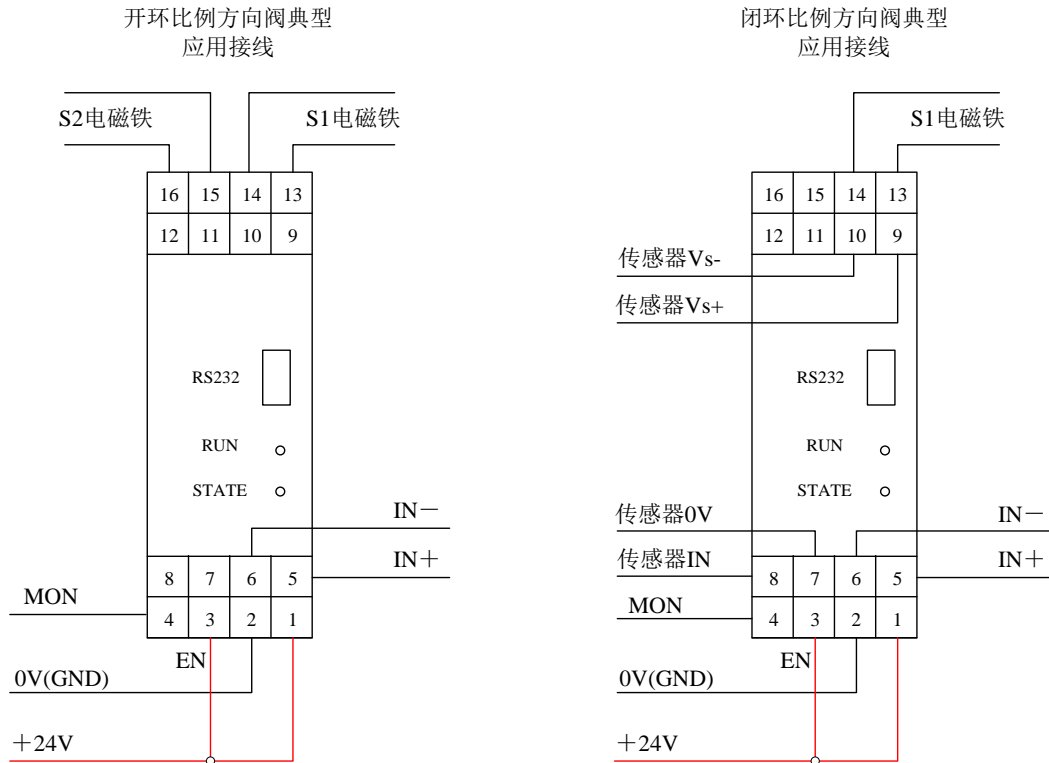 开环比例方向阀典型
应用接线
S2电磁铁
S1电磁铁
16 15 14 13
12 11 10 9
RS232
RUN
STATE
IN－
IN＋
8 7 6 5
MON
4 3 2 1
EN
0V(GND)
＋24V
闭环比例方向阀典型
应用接线
S1电磁铁
16 15 14 13
12 11 10 9
传感器Vs-
传感器Vs+
RS232
RUN
STATE
传感器0V
IN－
传感器IN
IN＋
8 7 6 5
MON
4 3 2 1
EN
0V(GND)
＋24V